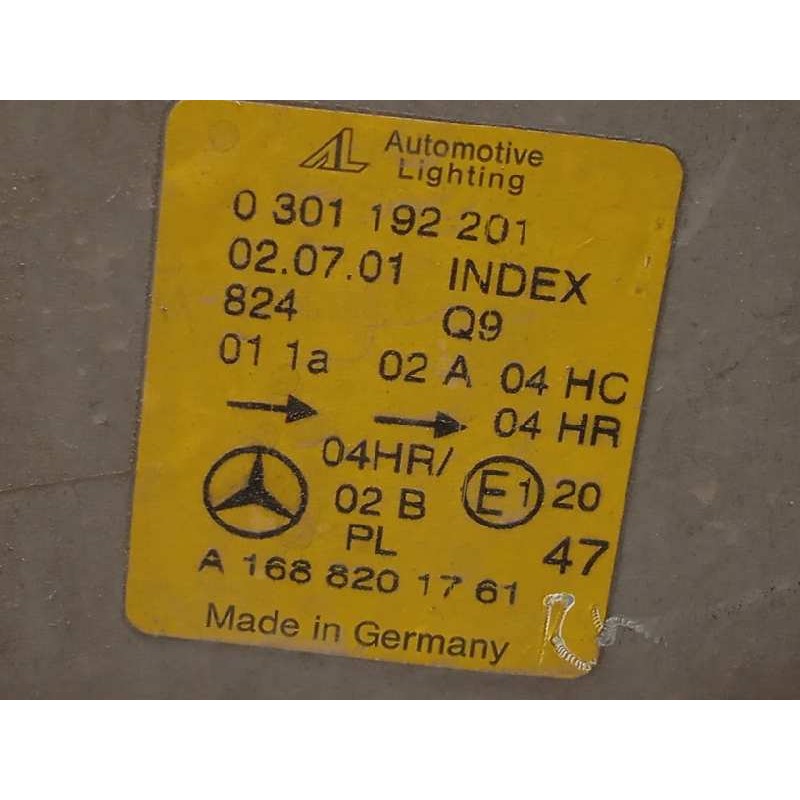 AL Automotive
Lighting
0 301 192 201
02.07.01 INDEX
824 Q9
01 1a 02 A 04 HC
→ → 04 HR
04HR/ E1 20
02 B
PL 47
A 168 820 17 61
Made in Germany